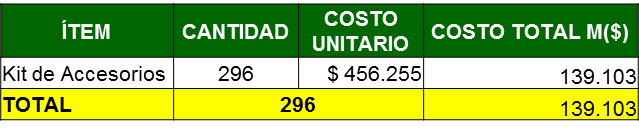 ÍTEM CANTIDAD COSTO UNITARIO COSTO TOTAL M($)
Kit de Accesorios 296 $ 456.255 139.103
TOTAL 296 139.103